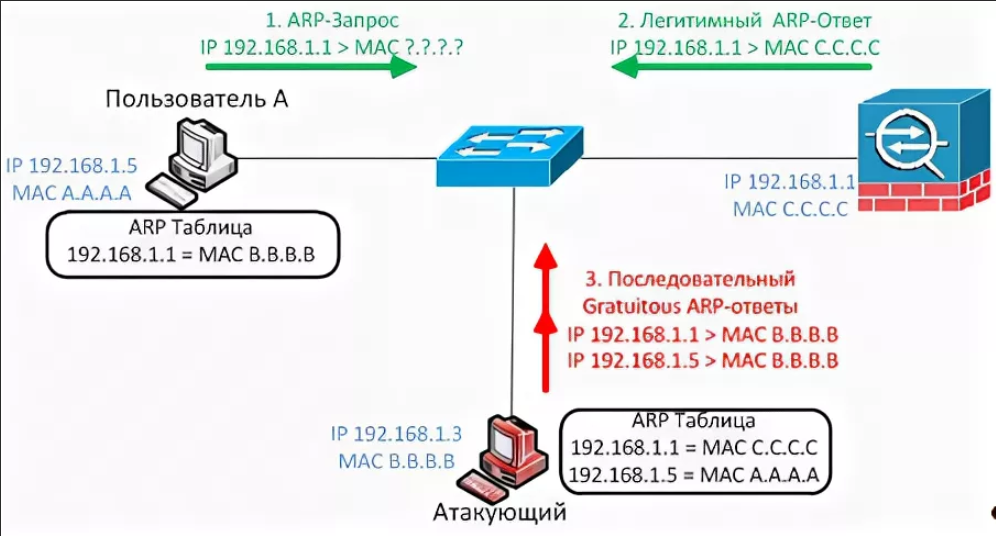 1. ARP-Запрос
IP 192.168.1.1 > MAC ?.?.?.?
2. Легитимный ARP-Ответ
IP 192.168.1.1 > MAC C.C.C.C
Пользователь А
IP 192.168.1.5
MAC A.A.A.A
ARP Таблица
192.168.1.1 = MAC B.B.B.B
IP 192.168.1.1
MAC C.C.C.C
3. Последовательный
Gratuitous ARP-ответы
IP 192.168.1.1 > MAC B.B.B.B
IP 192.168.1.5 > MAC B.B.B.B
IP 192.168.1.3
MAC B.B.B.B
ARP Таблица
192.168.1.1 = MAC C.C.C.C
192.168.1.5 = MAC A.A.A.A
Атакующий